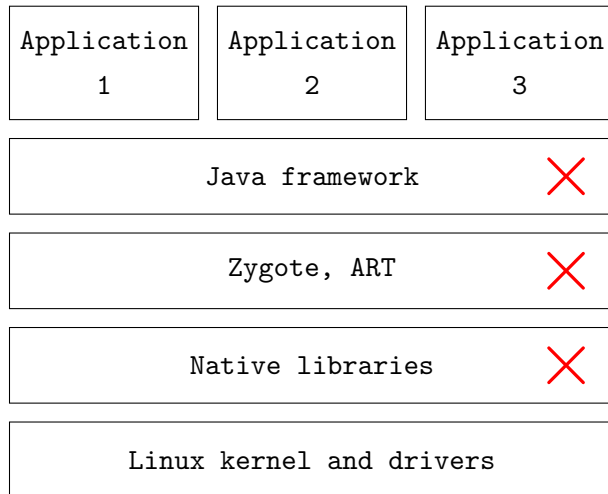 Application
1
Application
2
Application
3
Java framework
Zygote, ART
Native libraries
Linux kernel and drivers